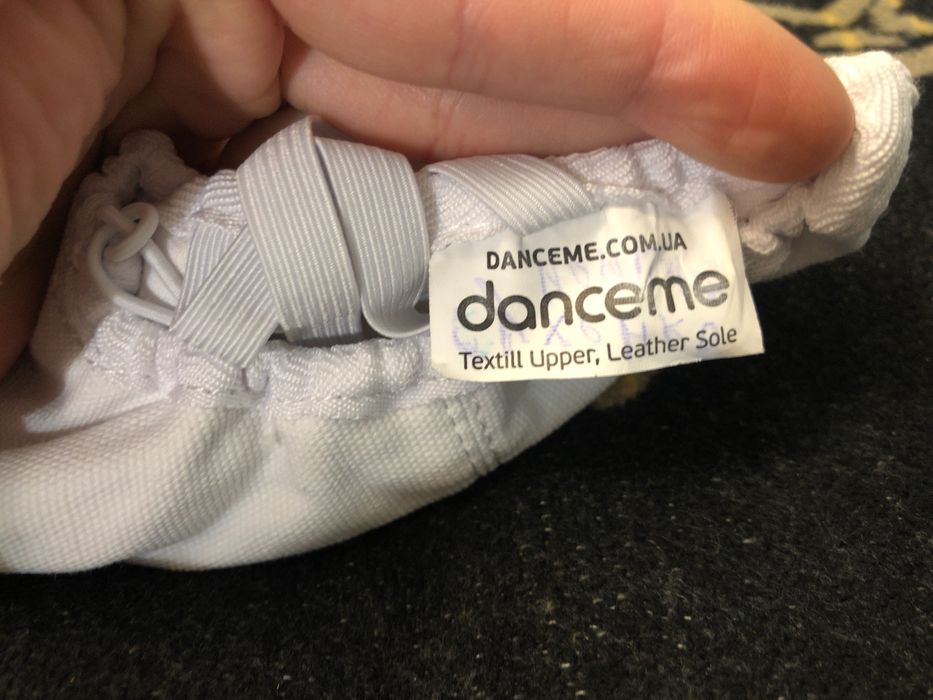 DANCEME.COM.UA
danceme
Textill Upper, Leather Sole